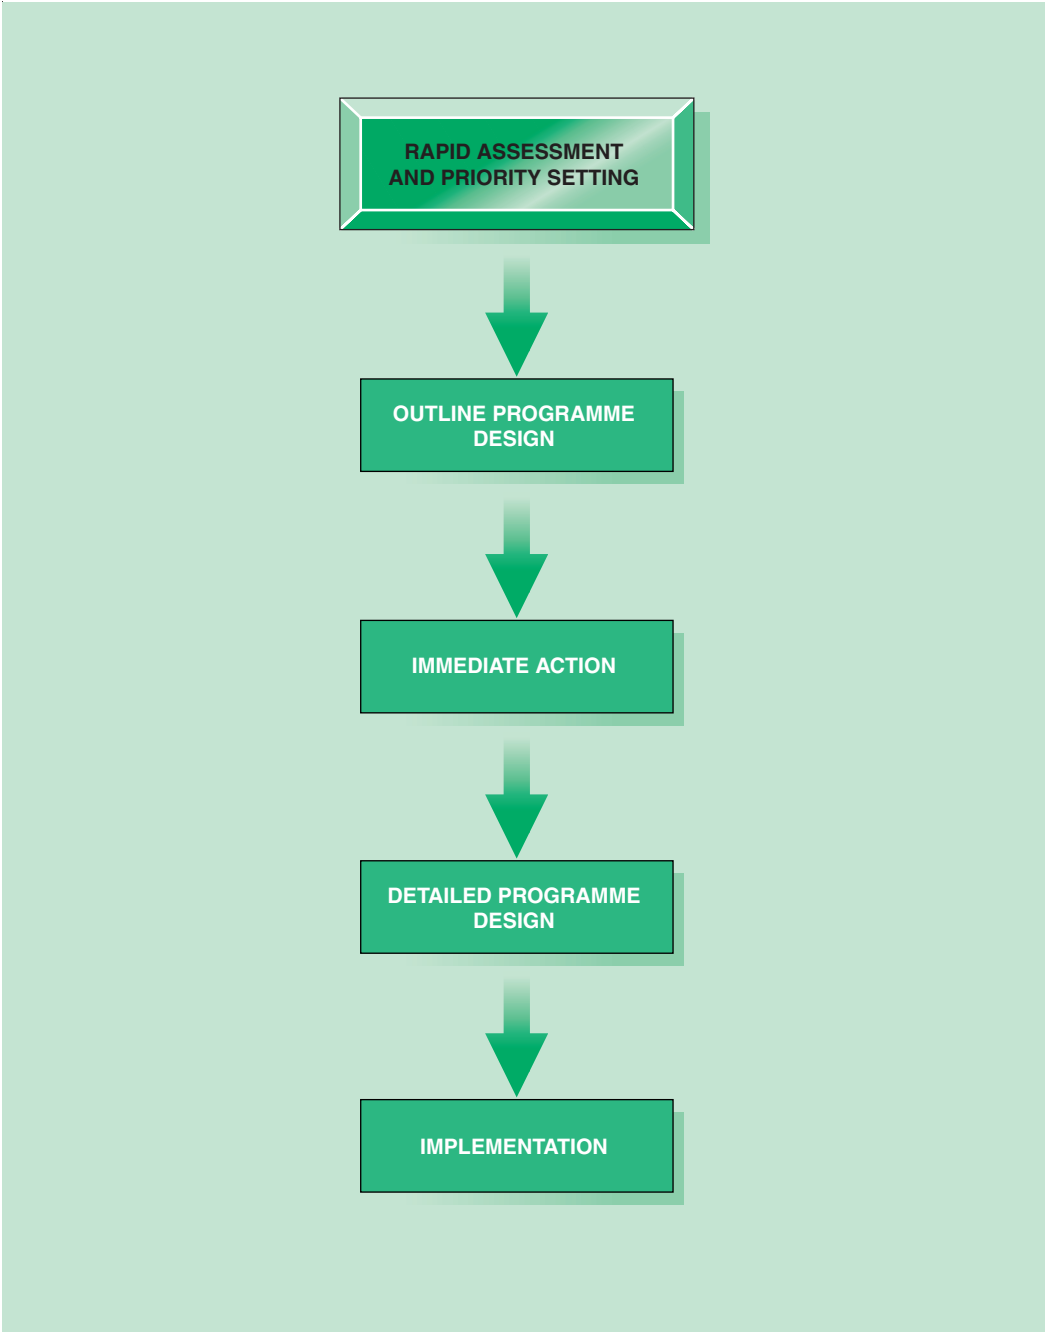 RAPID ASSESSMENT
AND PRIORITY SETTING
OUTLINE PROGRAMME
DESIGN
IMMEDIATE ACTION
DETAILED PROGRAMME
DESIGN
IMPLEMENTATION